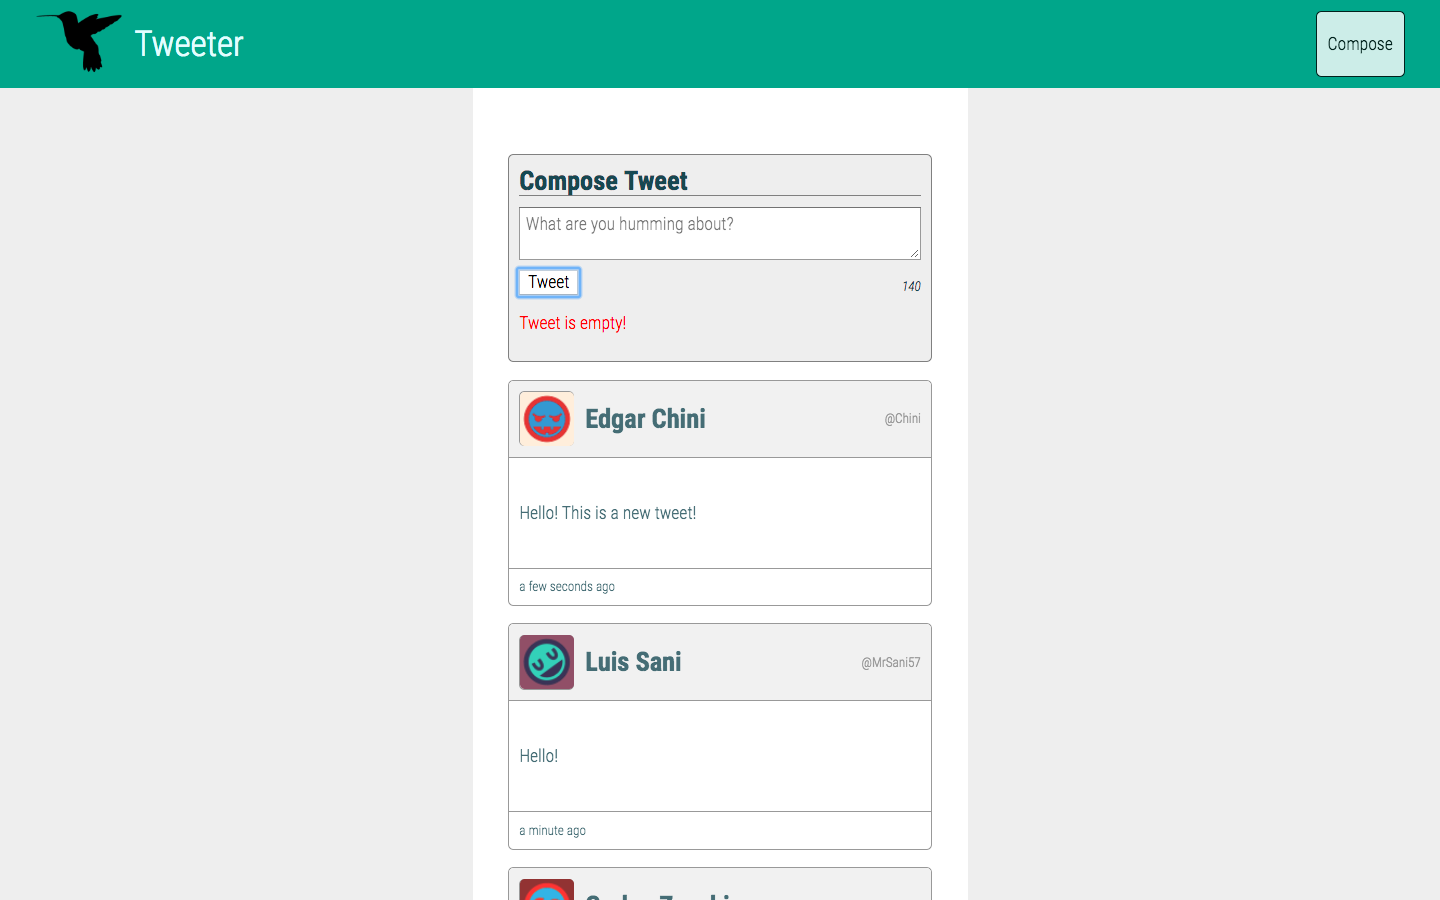 Tweeter
Compose
Compose Tweet
What are you humming about?
Tweet
140
Tweet is empty!
Edgar Chini
@Chini
Hello! This is a new tweet!
a few seconds ago
Luis Sani
@MrSani57
Hello!
a minute ago